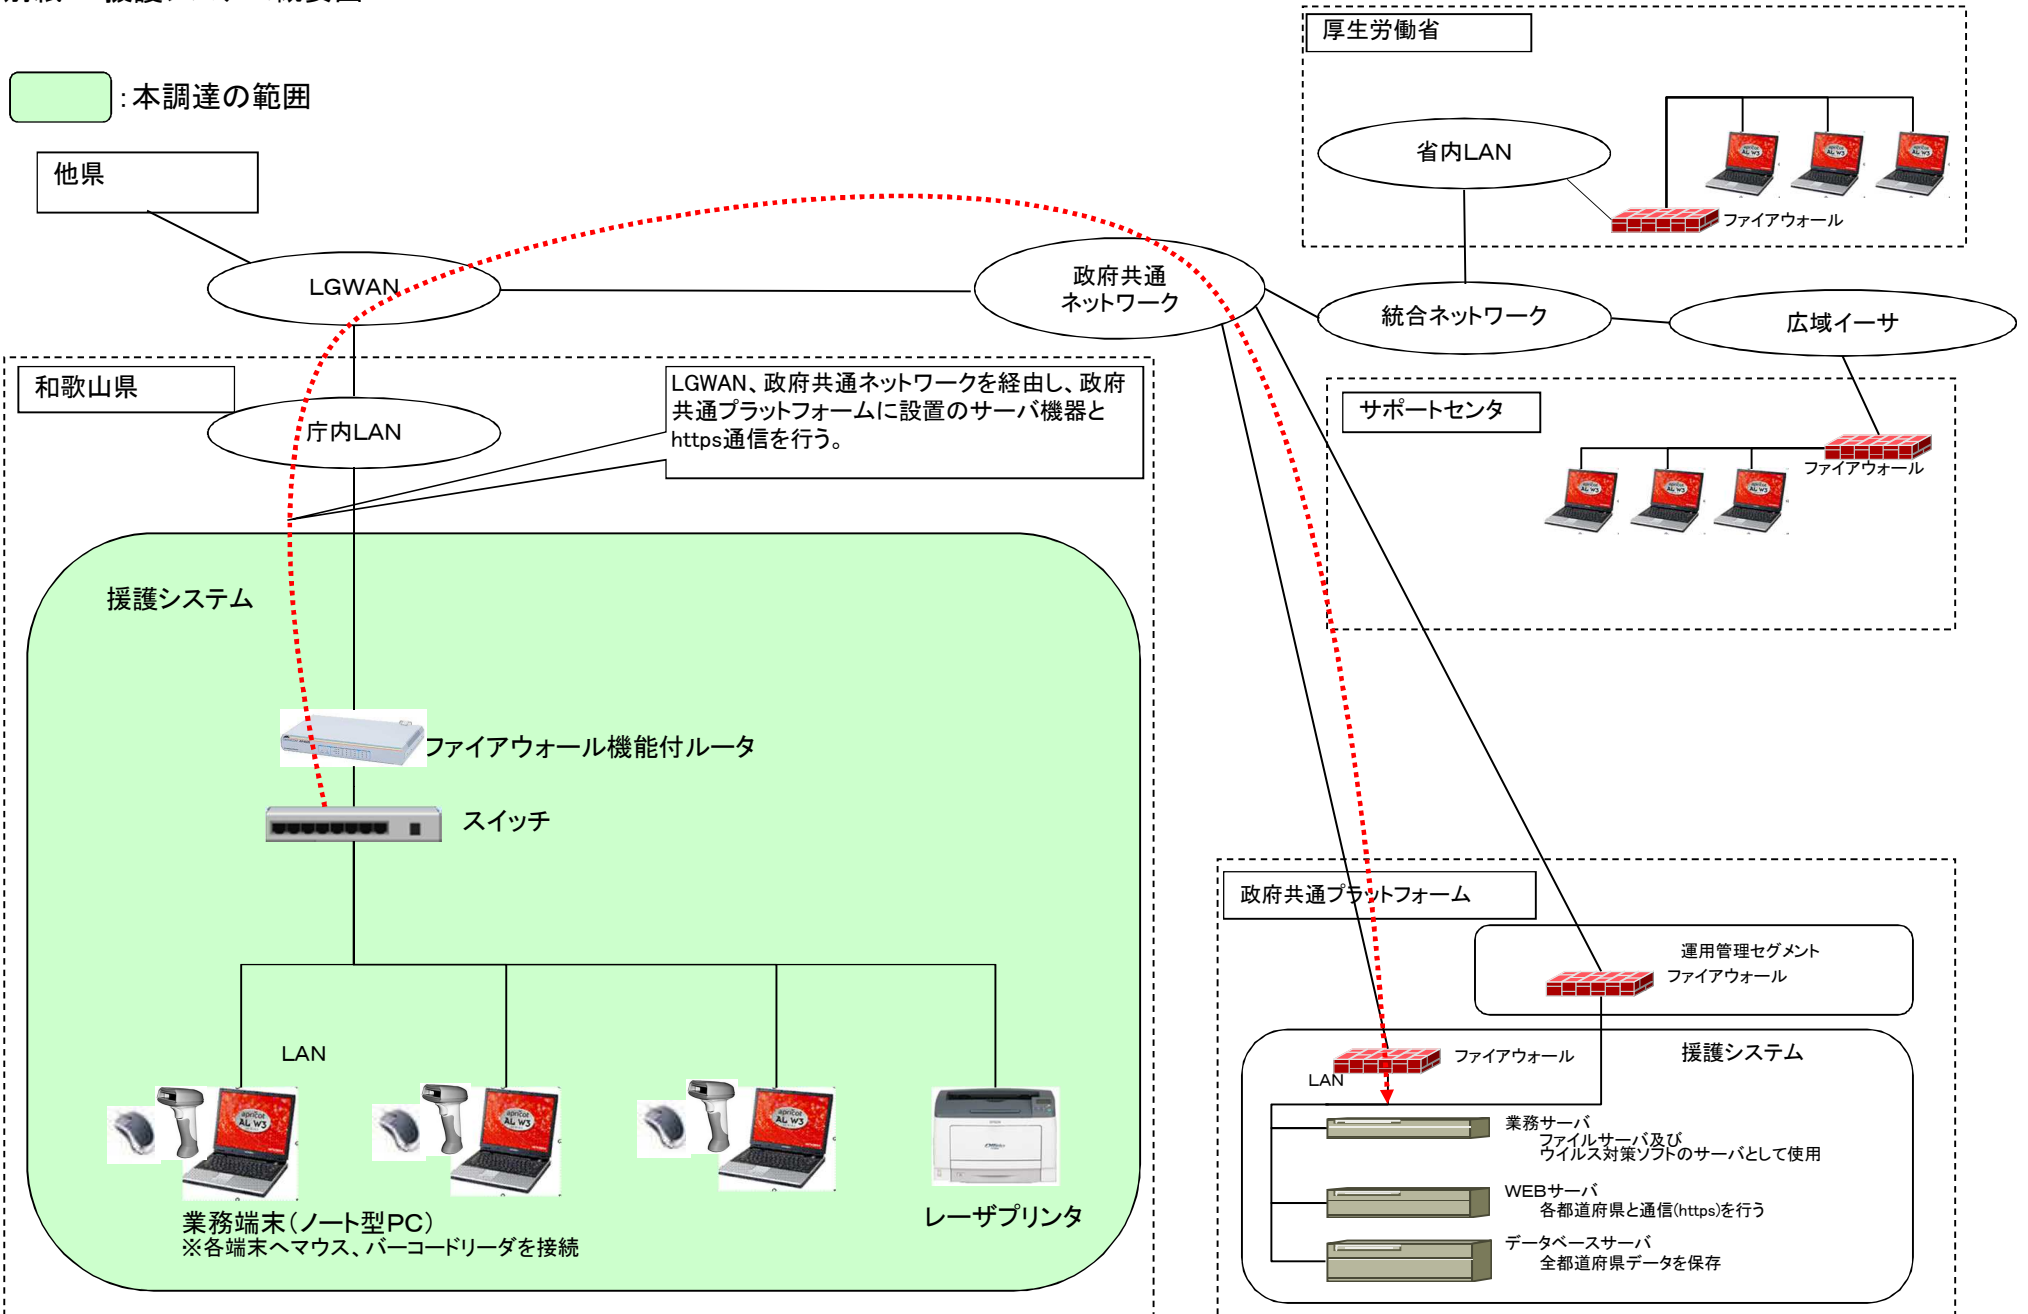 :本調達の範囲
他県
LGWAN
政府共通
ネットワーク
厚生労働省
省内LAN
ファイアウォール
統合ネットワーク
広域イーサ
和歌山県
庁内LAN
LGWAN、政府共通ネットワークを経由し、政府
共通プラットフォームに設置のサーバ機器と
https通信を行う。
サポートセンタ
ファイアウォール
援護システム
ファイアウォール機能付ルータ
スイッチ
LAN
業務端末(ノート型PC)
※各端末へマウス、バーコードリーダを接続
レーザプリンタ
政府共通プラットフォーム
運用管理セグメント
ファイアウォール
ファイアウォール
援護システム
LAN
業務サーバ
ファイルサーバ及び
ウイルス対策ソフトのサーバとして使用
WEBサーバ
各都道府県と通信(https)を行う
データベースサーバ
全都道府県データを保存